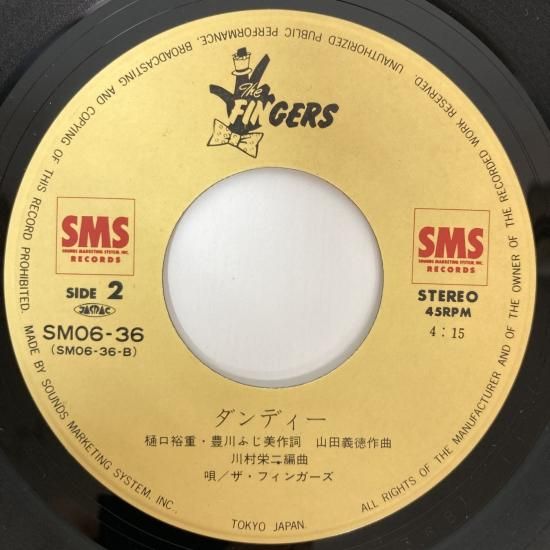 The
FINGERS
SMS
SOUNDS MARKETING SYSTEM, INC.
RECORDS
SIDE 2
JASRAC
SM06-36
(SM06-36-B)
SMS
SOUNDS MARKETING SYSTEM, INC.
RECORDS
STEREO
45RPM
4:15
ダンディー
樋口裕重・豊川ふじ美作詞 山田義徳作曲
川村栄二編曲
唄/ザ・フィンガーズ
MADE BY SOUNDS MARKETING SYSTEM, INC. TOKYO JAPAN. ALL RIGHTS OF THE MANUFACTURER AND OF THE OWNER OF THE RECORDED WORK RESERVED. UNAUTHORIZED PUBLIC PERFORMANCE, BROADCASTING AND COPYING OF THIS RECORD PROHIBITED.